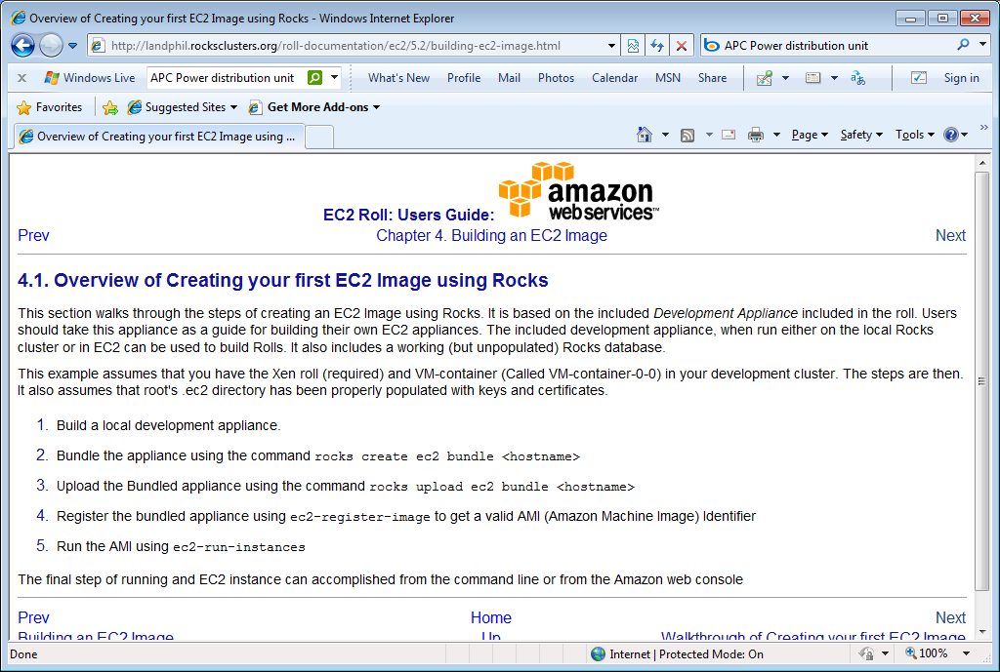 Overview of Creating your first EC2 Image using Rocks - Windows Internet Explorer
http://landphil.rocksclusters.org/roll-documentation/ec2/5.2/building-ec2-image.html
APC Power distribution unit
Windows Live
APC Power distribution unit
What's New Profile Mail Photos Calendar MSN Share Sign in
Favorites Suggested Sites Get More Add-ons
Overview of Creating your first EC2 Image using ...
Page Safety Tools
EC2 Roll: Users Guide: amazon
web services™
Prev Chapter 4. Building an EC2 Image Next
4.1. Overview of Creating your first EC2 Image using Rocks
This section walks through the steps of creating an EC2 Image using Rocks. It is based on the included Development Appliance included in the roll. Users
should take this appliance as a guide for building their own EC2 appliances. The included development appliance, when run either on the local Rocks
cluster or in EC2 can be used to build Rolls. It also includes a working (but unpopulated) Rocks database.
This example assumes that you have the Xen roll (required) and VM-container (Called VM-container-0-0) in your development cluster. The steps are then.
It also assumes that root's .ec2 directory has been properly populated with keys and certificates.
1. Build a local development appliance.
2. Bundle the appliance using the command rocks create ec2 bundle <hostname>
3. Upload the Bundled appliance using the command rocks upload ec2 bundle <hostname>
4. Register the bundled appliance using ec2-register-image to get a valid AMI (Amazon Machine Image) Identifier
5. Run the AMI using ec2-run-instances
The final step of running and EC2 instance can accomplished from the command line or from the Amazon web console
Prev Home Next
Building an EC2 Image Up Walkthrough of Creating your first EC2 Image
Done Internet | Protected Mode: On 100%